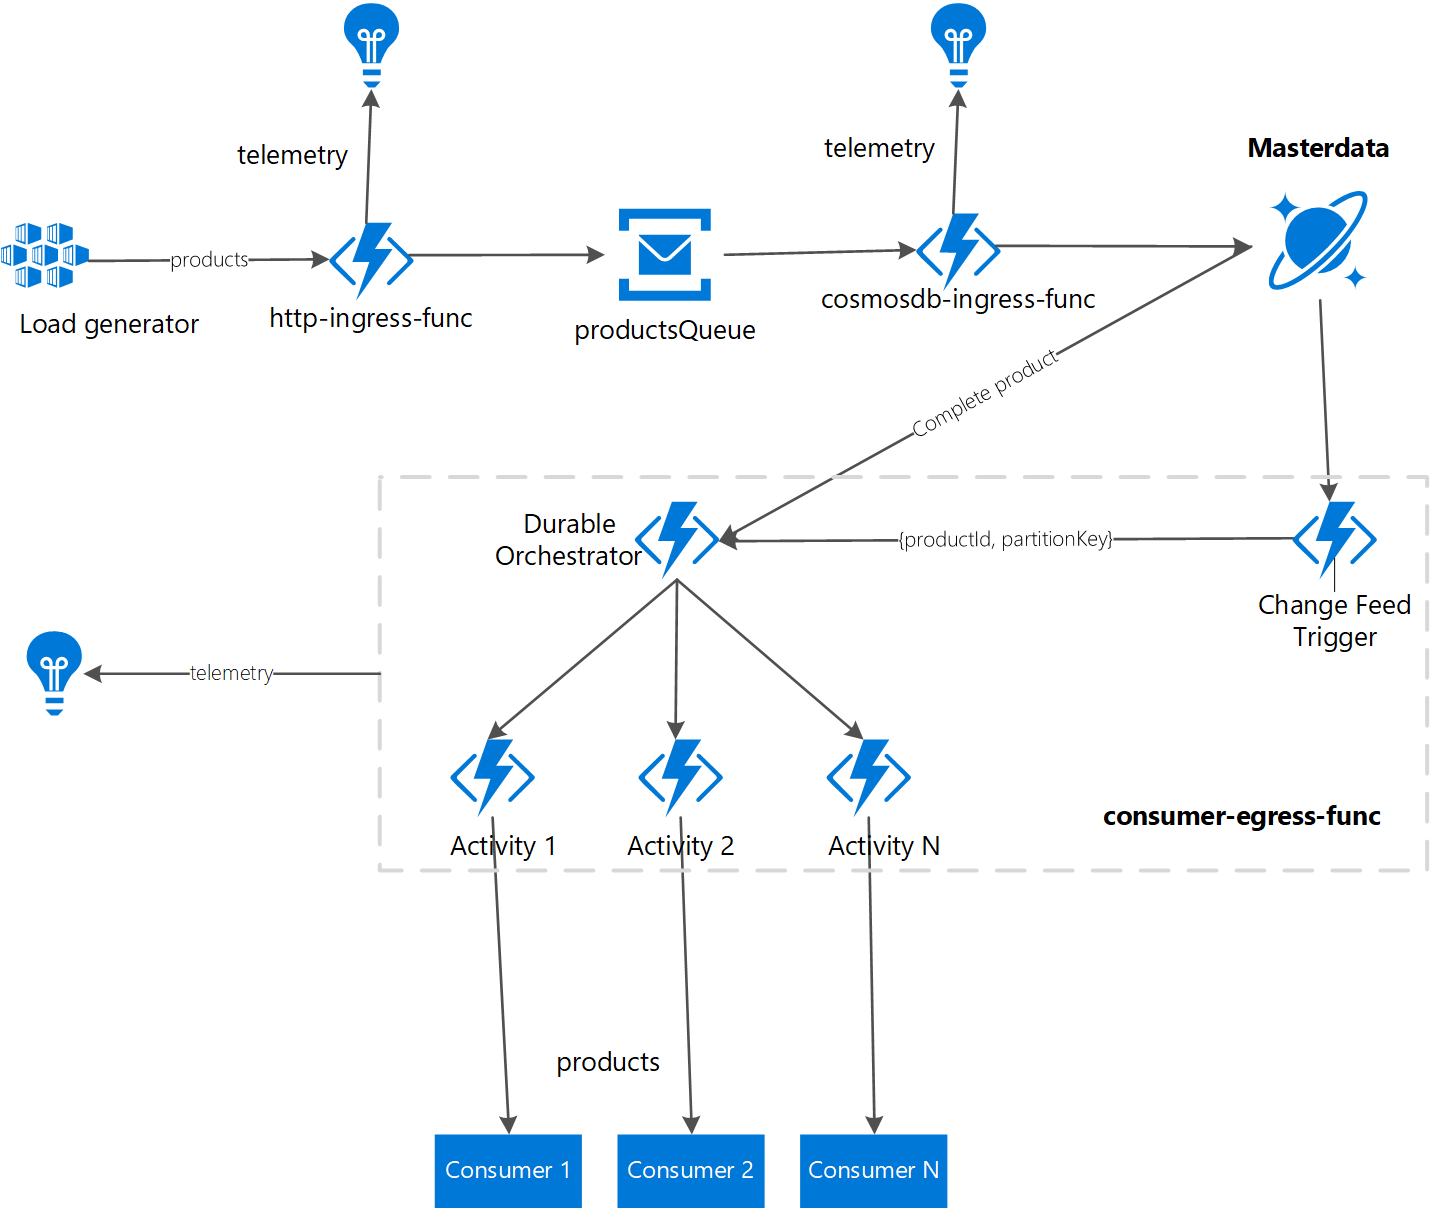 telemetry
telemetry
Masterdata
products
Load generator
http-ingress-func
productsQueue
cosmosdb-ingress-func
Complete product
Durable
Orchestrator
{productId, partitionKey}
Change Feed
Trigger
telemetry
consumer-egress-func
Activity 1
Activity 2
Activity N
products
Consumer 1
Consumer 2
Consumer N